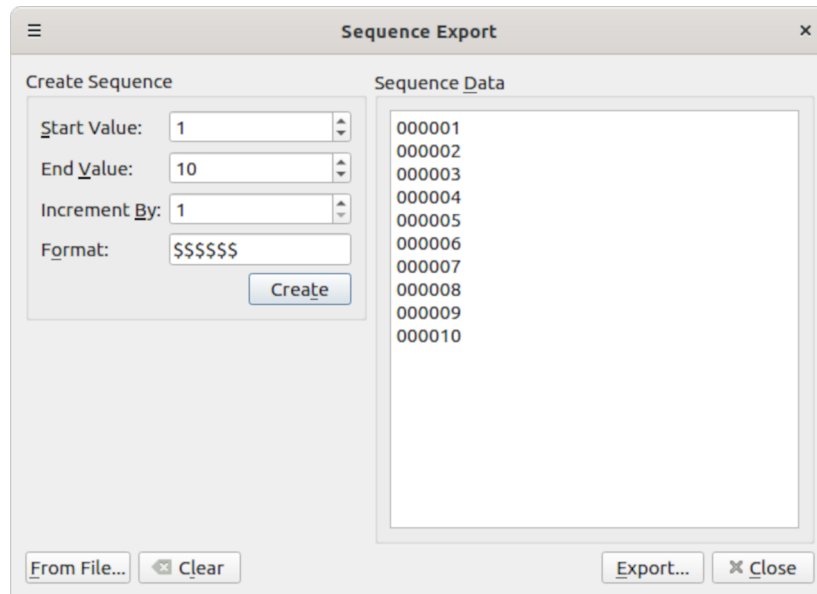 Sequence Export
Create Sequence
Start Value: 1
End Value: 10
Increment By: 1
Format: $$$$$$
Create
Sequence Data
000001
000002
000003
000004
000005
000006
000007
000008
000009
000010
From File... Clear Export... Close